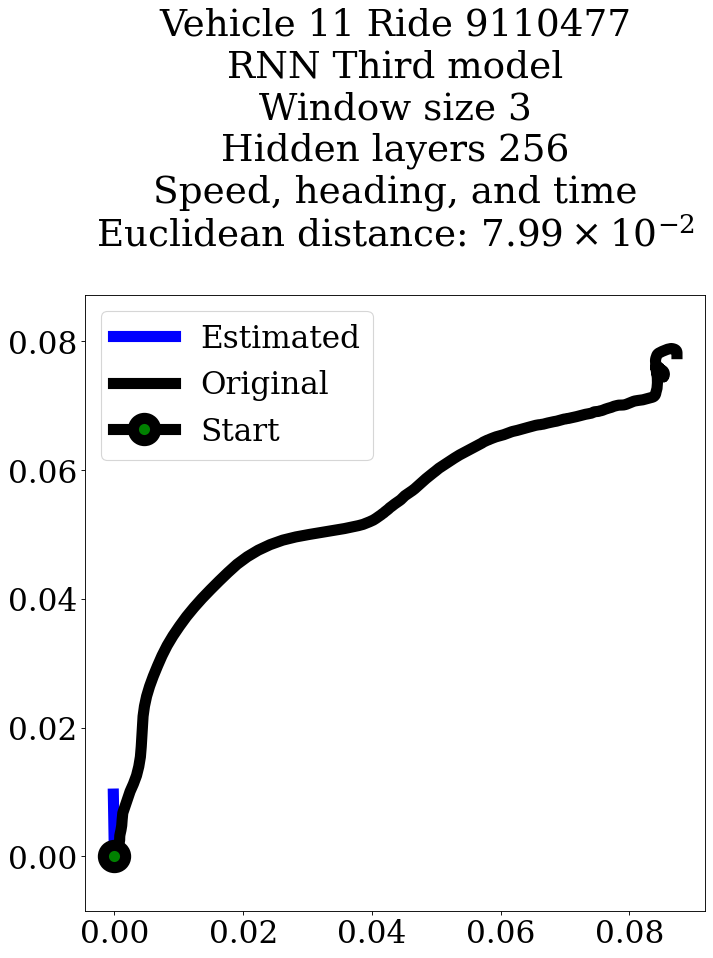 Vehicle 11 Ride 9110477
RNN Third model
Window size 3
Hidden layers 256
Speed, heading, and time
Euclidean distance: 7.99 × 10⁻²
Estimated
Original
Start
0.08
0.06
0.04
0.02
0.00
0.00 0.02 0.04 0.06 0.08